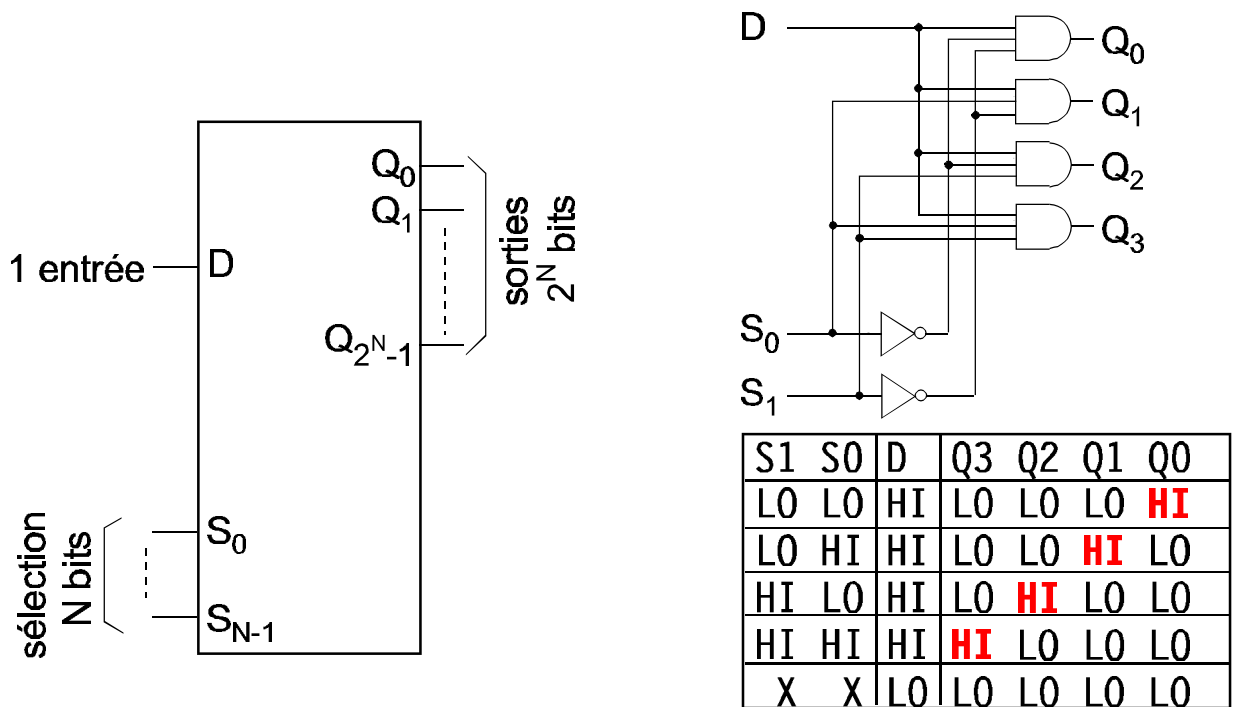 1 entrée
D
Q0
Q1
Q2^N-1
sorties
2^N bits
sélection
N bits
S0
SN-1
D
Q0
Q1
Q2
Q3
S0
S1
S1 S0 D Q3 Q2 Q1 Q0
LO LO HI LO LO LO HI
LO HI HI LO LO HI LO
HI LO HI LO HI LO LO
HI HI HI HI LO LO LO
X X LO LO LO LO LO